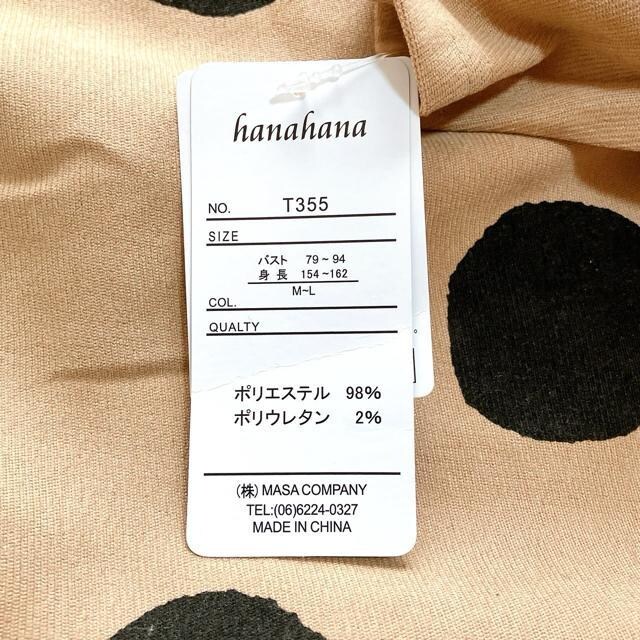 hanahana
NO. T355
SIZE
バスト 79~94
身長 154~162
M~L
COL.
QUALTY
ポリエステル 98%
ポリウレタン 2%
(株) MASA COMPANY
TEL:(06)6224-0327
MADE IN CHINA